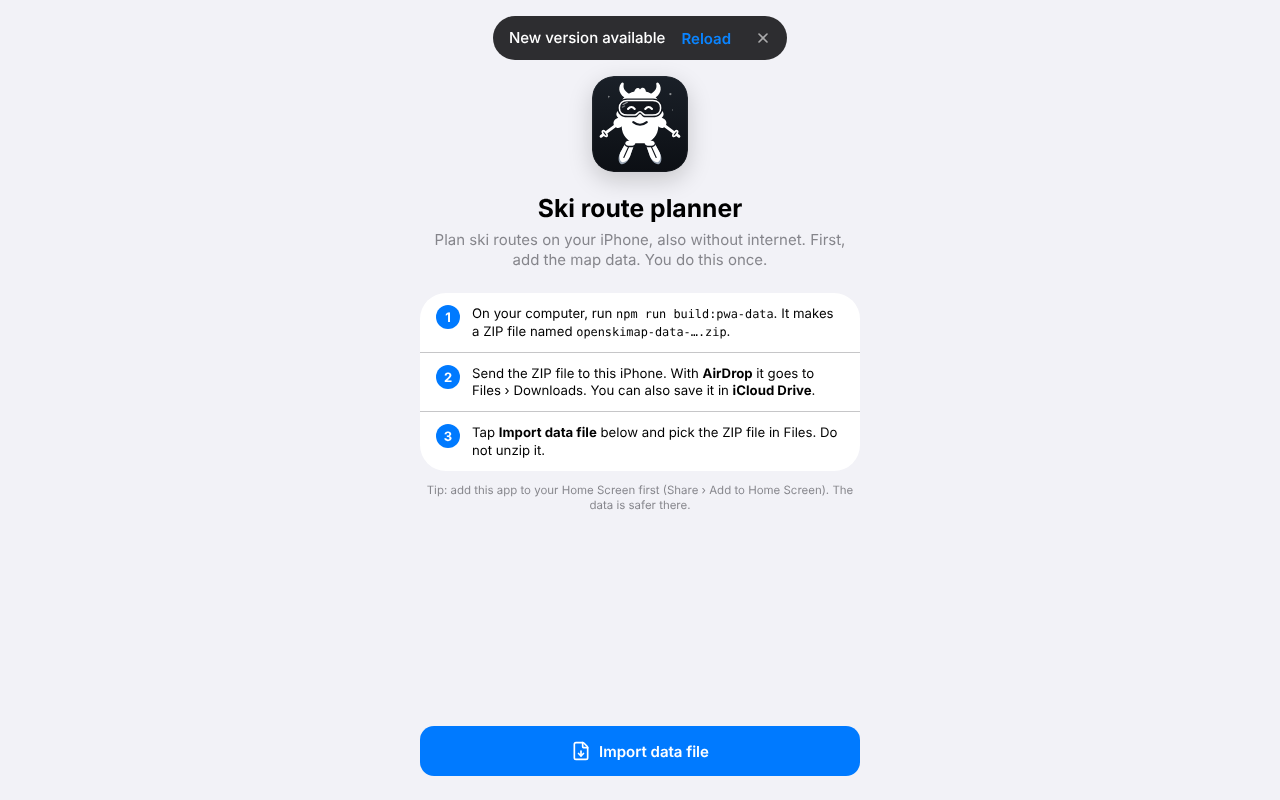 New version available Reload
Ski route planner
Plan ski routes on your iPhone, also without internet. First,
add the map data. You do this once.
1 On your computer, run npm run build:pwa-data. It makes
a ZIP file named openskimap-data-….zip.
2 Send the ZIP file to this iPhone. With AirDrop it goes to
Files › Downloads. You can also save it in iCloud Drive.
3 Tap Import data file below and pick the ZIP file in Files. Do
not unzip it.
Tip: add this app to your Home Screen first (Share › Add to Home Screen). The
data is safer there.
Import data file